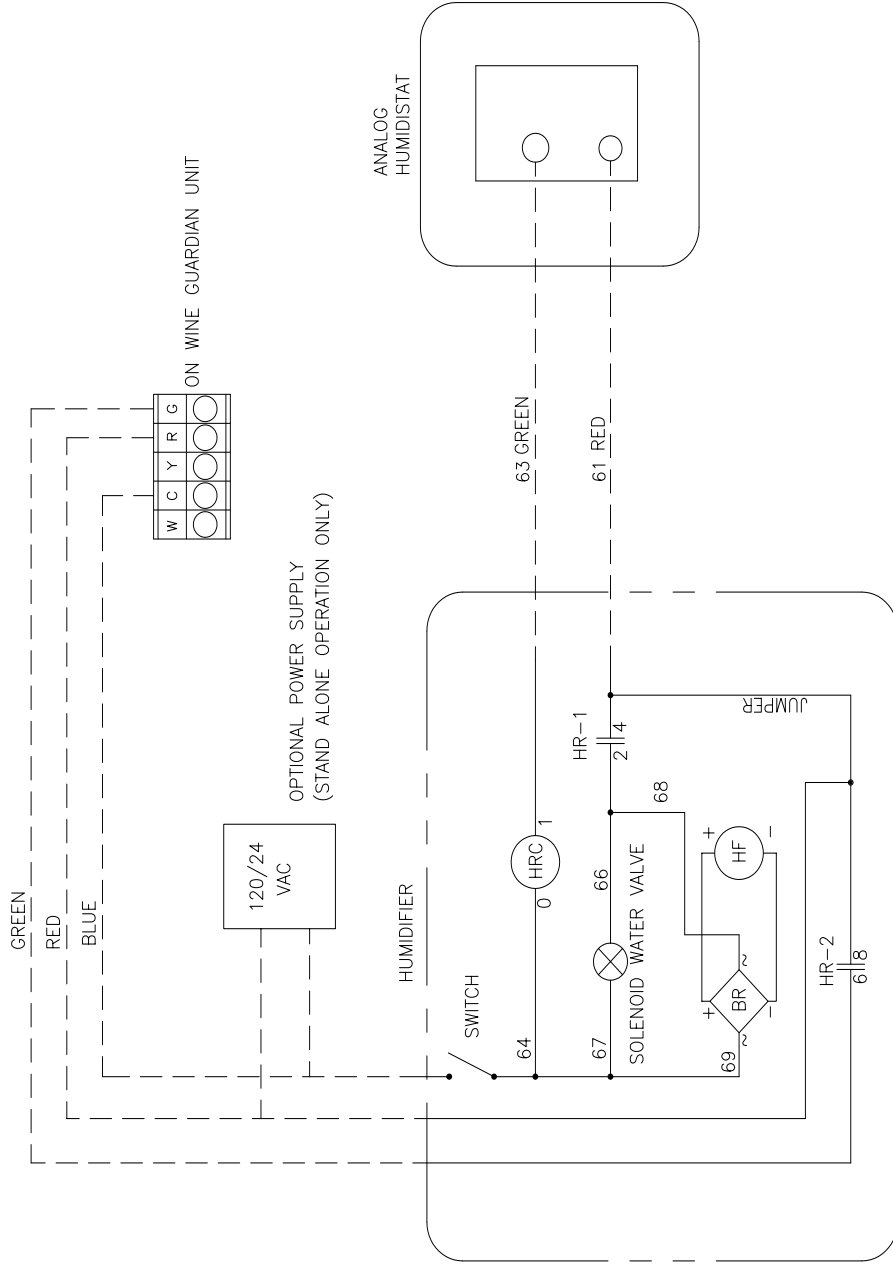 GREEN
RED
BLUE
W C Y R G
ON WINE GUARDIAN UNIT
120/24
VAC
OPTIONAL POWER SUPPLY
(STAND ALONE OPERATION ONLY)
ANALOG
HUMIDISTAT
HUMIDIFIER
SWITCH
64
0
HRC
1
63 GREEN
67
66
SOLENOID WATER VALVE
HR-1
2 4
61 RED
68
69
~
BR
~
+
-
+
HF
-
HR-2
6 8
JUMPER